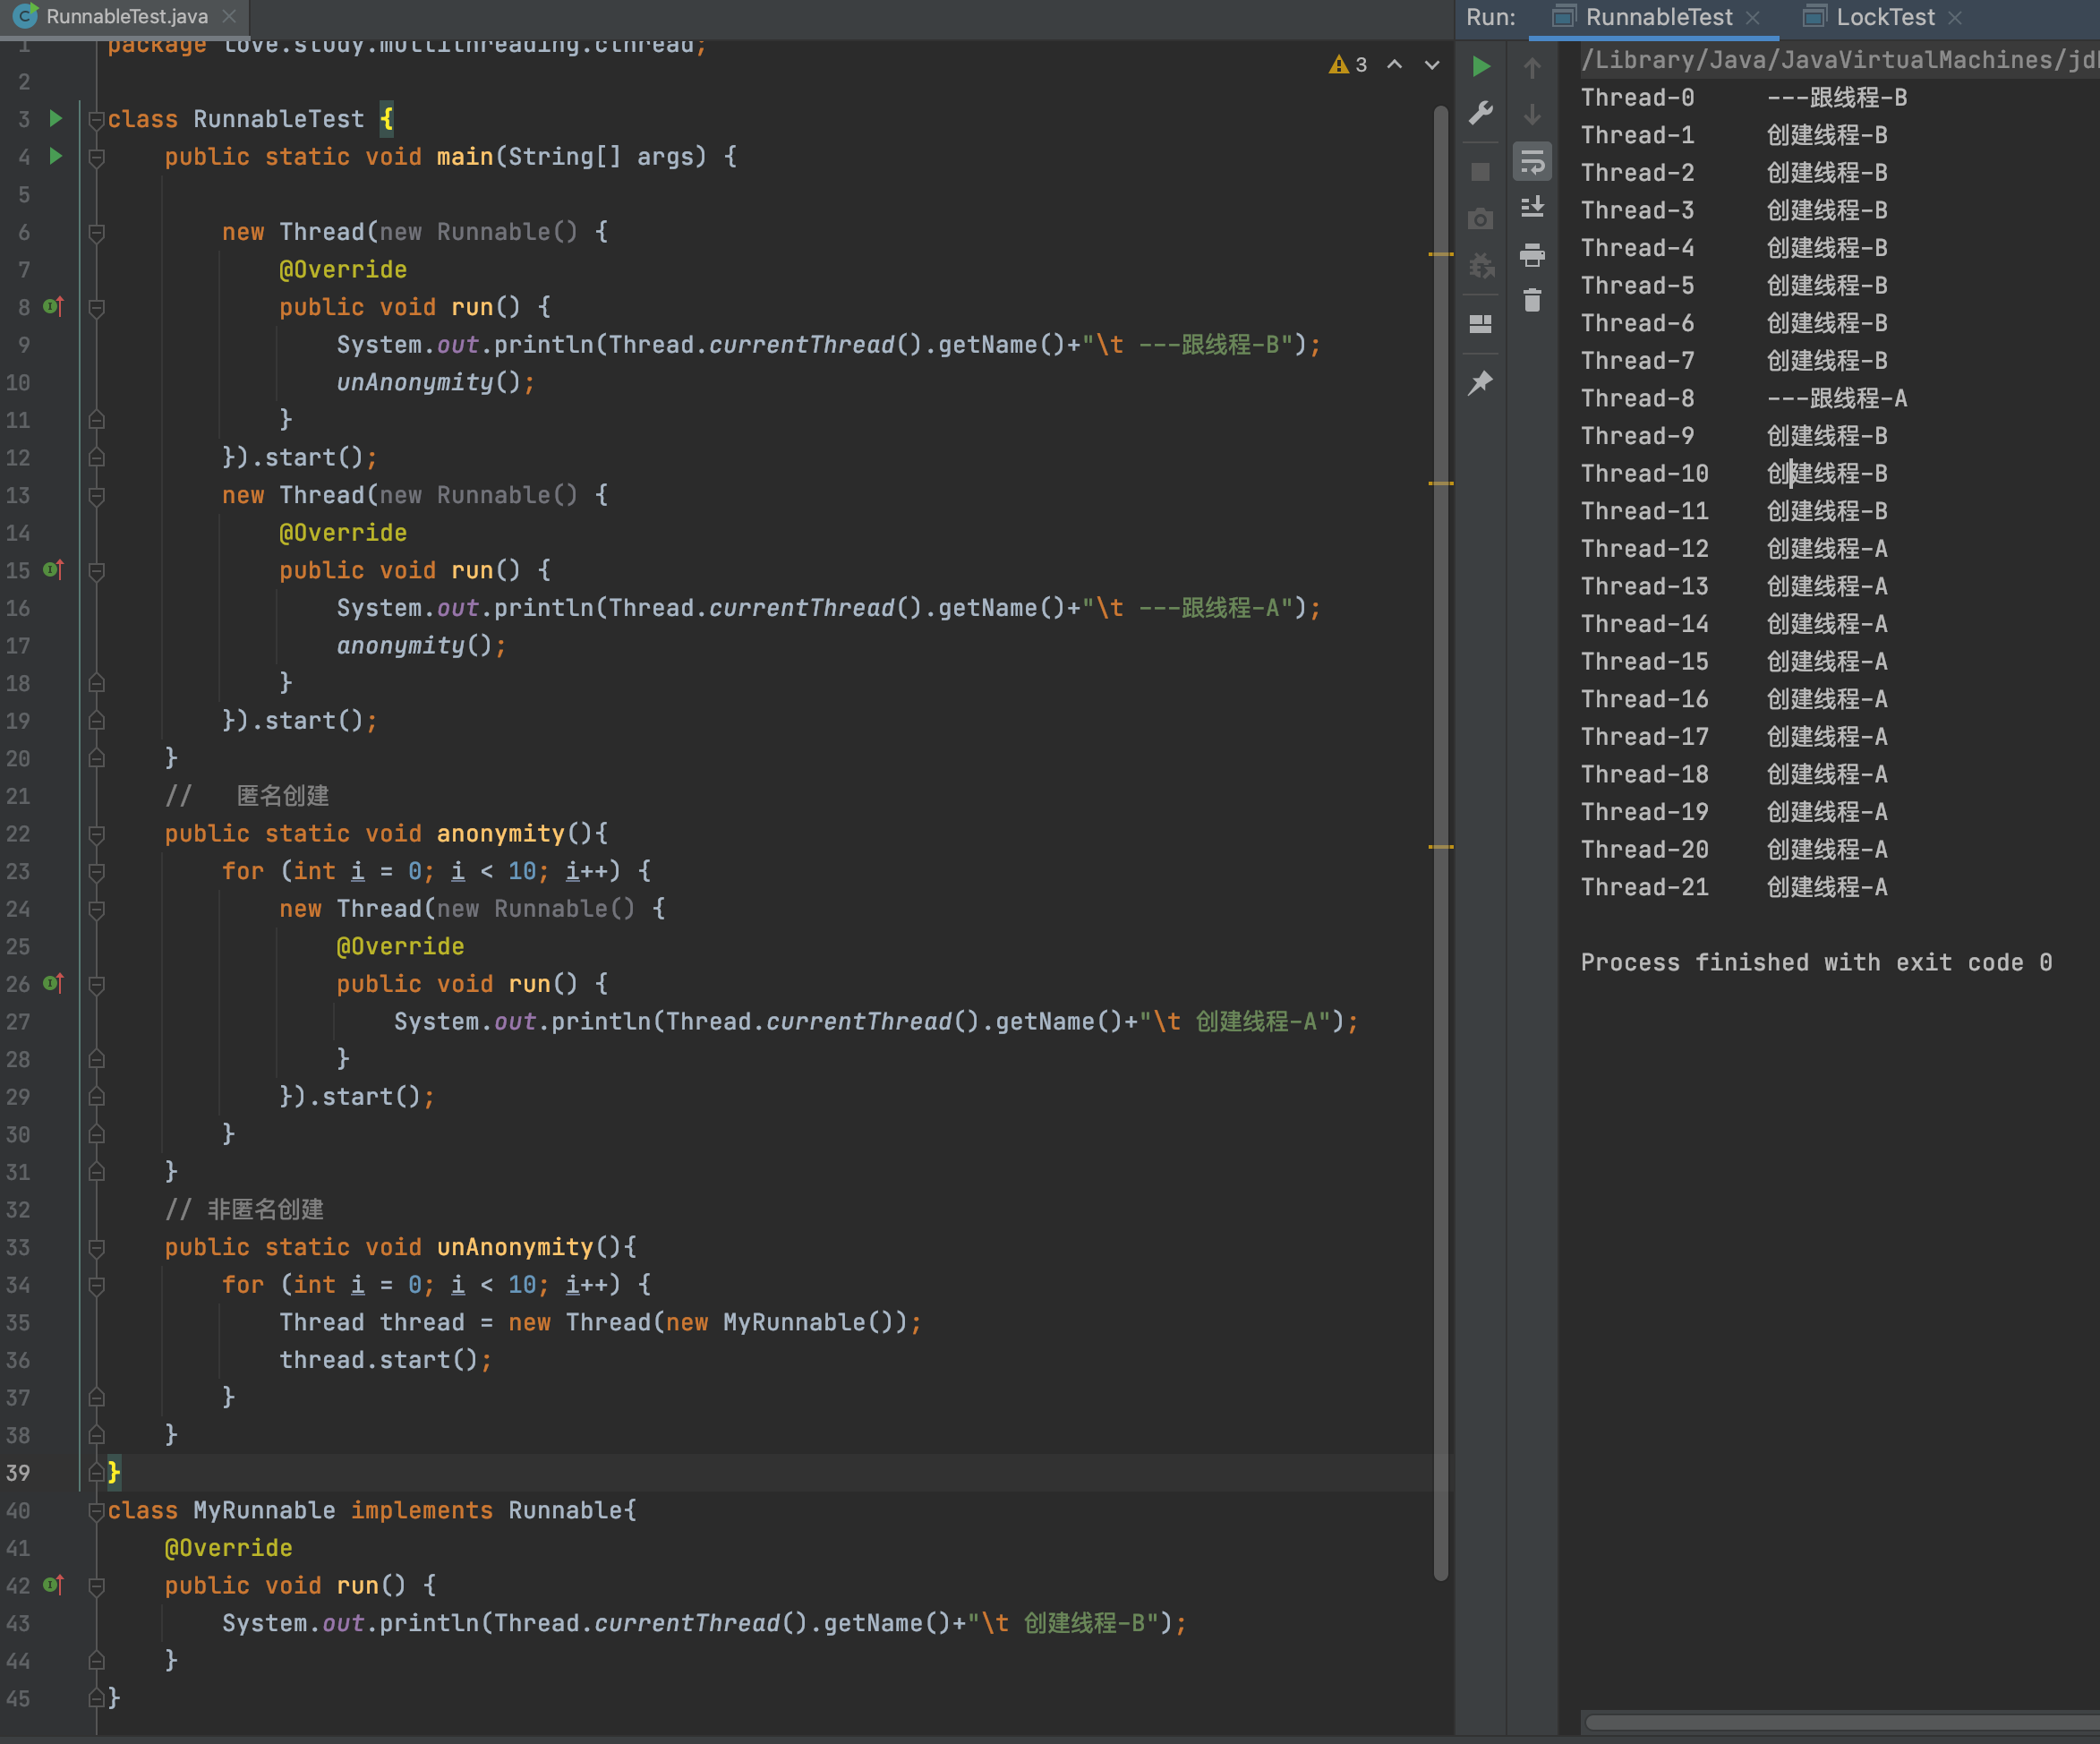 RunnableTest.java
1 package love.study.multithreading.cthread;
2
3 class RunnableTest {
4 public static void main(String[] args) {
5
6 new Thread(new Runnable() {
7 @Override
8 public void run() {
9 System.out.println(Thread.currentThread().getName()+"\t ---跟线程-B");
10 unAnonymity();
11 }
12 }).start();
13 new Thread(new Runnable() {
14 @Override
15 public void run() {
16 System.out.println(Thread.currentThread().getName()+"\t ---跟线程-A");
17 anonymity();
18 }
19 }).start();
20 }
21 // 匿名创建
22 public static void anonymity(){
23 for (int i = 0; i < 10; i++) {
24 new Thread(new Runnable() {
25 @Override
26 public void run() {
27 System.out.println(Thread.currentThread().getName()+"\t 创建线程-A");
28 }
29 }).start();
30 }
31 }
32 // 非匿名创建
33 public static void unAnonymity(){
34 for (int i = 0; i < 10; i++) {
35 Thread thread = new Thread(new MyRunnable());
36 thread.start();
37 }
38 }
39 }
40 class MyRunnable implements Runnable{
41 @Override
42 public void run() {
43 System.out.println(Thread.currentThread().getName()+"\t 创建线程-B");
44 }
45 }
3
Run: RunnableTest LockTest
/Library/Java/JavaVirtualMachines/jd
Thread-0 ---跟线程-B
Thread-1 创建线程-B
Thread-2 创建线程-B
Thread-3 创建线程-B
Thread-4 创建线程-B
Thread-5 创建线程-B
Thread-6 创建线程-B
Thread-7 创建线程-B
Thread-8 ---跟线程-A
Thread-9 创建线程-B
Thread-10 创建线程-B
Thread-11 创建线程-B
Thread-12 创建线程-A
Thread-13 创建线程-A
Thread-14 创建线程-A
Thread-15 创建线程-A
Thread-16 创建线程-A
Thread-17 创建线程-A
Thread-18 创建线程-A
Thread-19 创建线程-A
Thread-20 创建线程-A
Thread-21 创建线程-A
Process finished with exit code 0